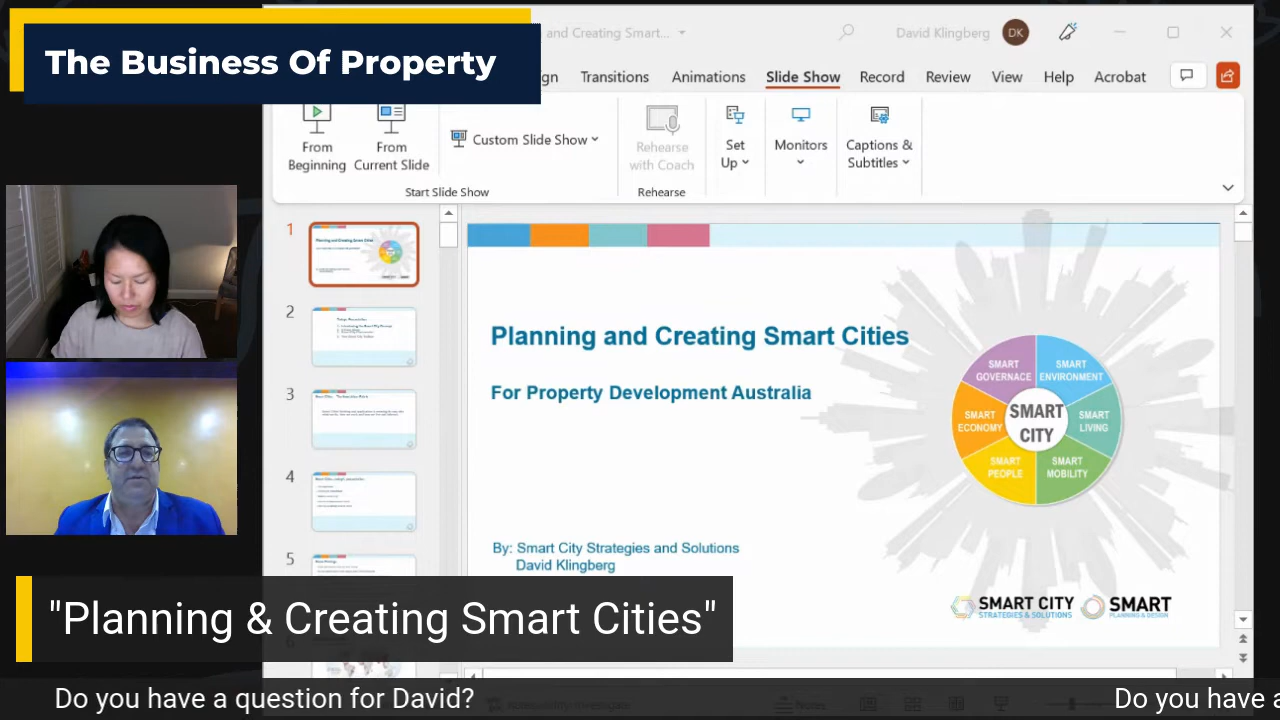 The Business Of Property
and Creating Smart...
David Klingberg
DK
gn
Transitions
Animations
Slide Show
Record
Review
View
Help
Acrobat
From Beginning
From Current Slide
Custom Slide Show
Start Slide Show
Rehearse with Coach
Rehearse
Set Up
Monitors
Captions & Subtitles
1
2
3
4
5
Planning and Creating Smart Cities
For Property Development Australia
SMART GOVERNACE
SMART ENVIRONMENT
SMART ECONOMY
SMART CITY
SMART LIVING
SMART PEOPLE
SMART MOBILITY
By: Smart City Strategies and Solutions
David Klingberg
SMART CITY
STRATEGIES & SOLUTIONS
SMART
PLANNING & DESIGN
"Planning & Creating Smart Cities"
Do you have a question for David?
Do you have a